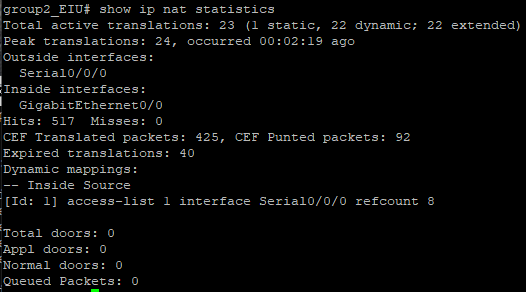 group2_EIU# show ip nat statistics
Total active translations: 23 (1 static, 22 dynamic; 22 extended)
Peak translations: 24, occurred 00:02:19 ago
Outside interfaces:
  Serial0/0/0
Inside interfaces:
  GigabitEthernet0/0
Hits: 517  Misses: 0
CEF Translated packets: 425, CEF Punted packets: 92
Expired translations: 40
Dynamic mappings:
-- Inside Source
[Id: 1] access-list 1 interface Serial0/0/0 refcount 8

Total doors: 0
Appl doors: 0
Normal doors: 0
Queued Packets: 0